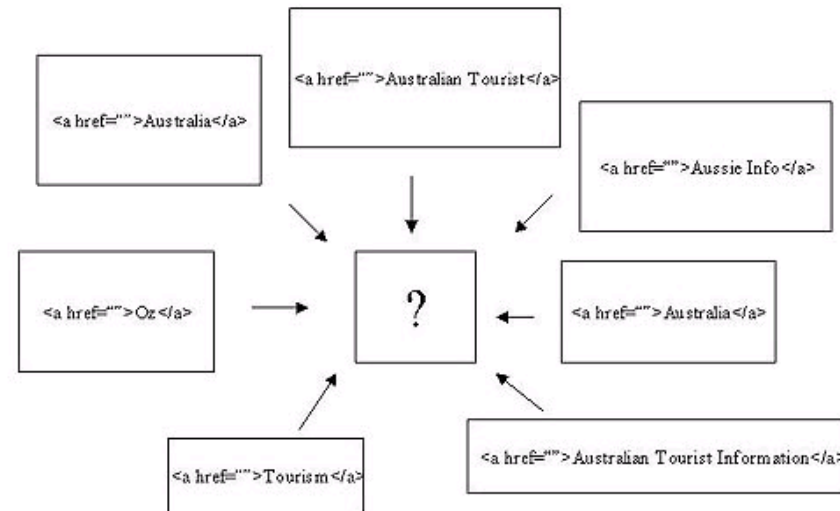 <a href="">Australian Tourist</a>
<a href="">Australia</a>
<a href="">Aussie Info</a>
<a href="">Oz</a>
?
<a href="">Australia</a>
<a href="">Tourism</a>
<a href="">Australian Tourist Information</a>